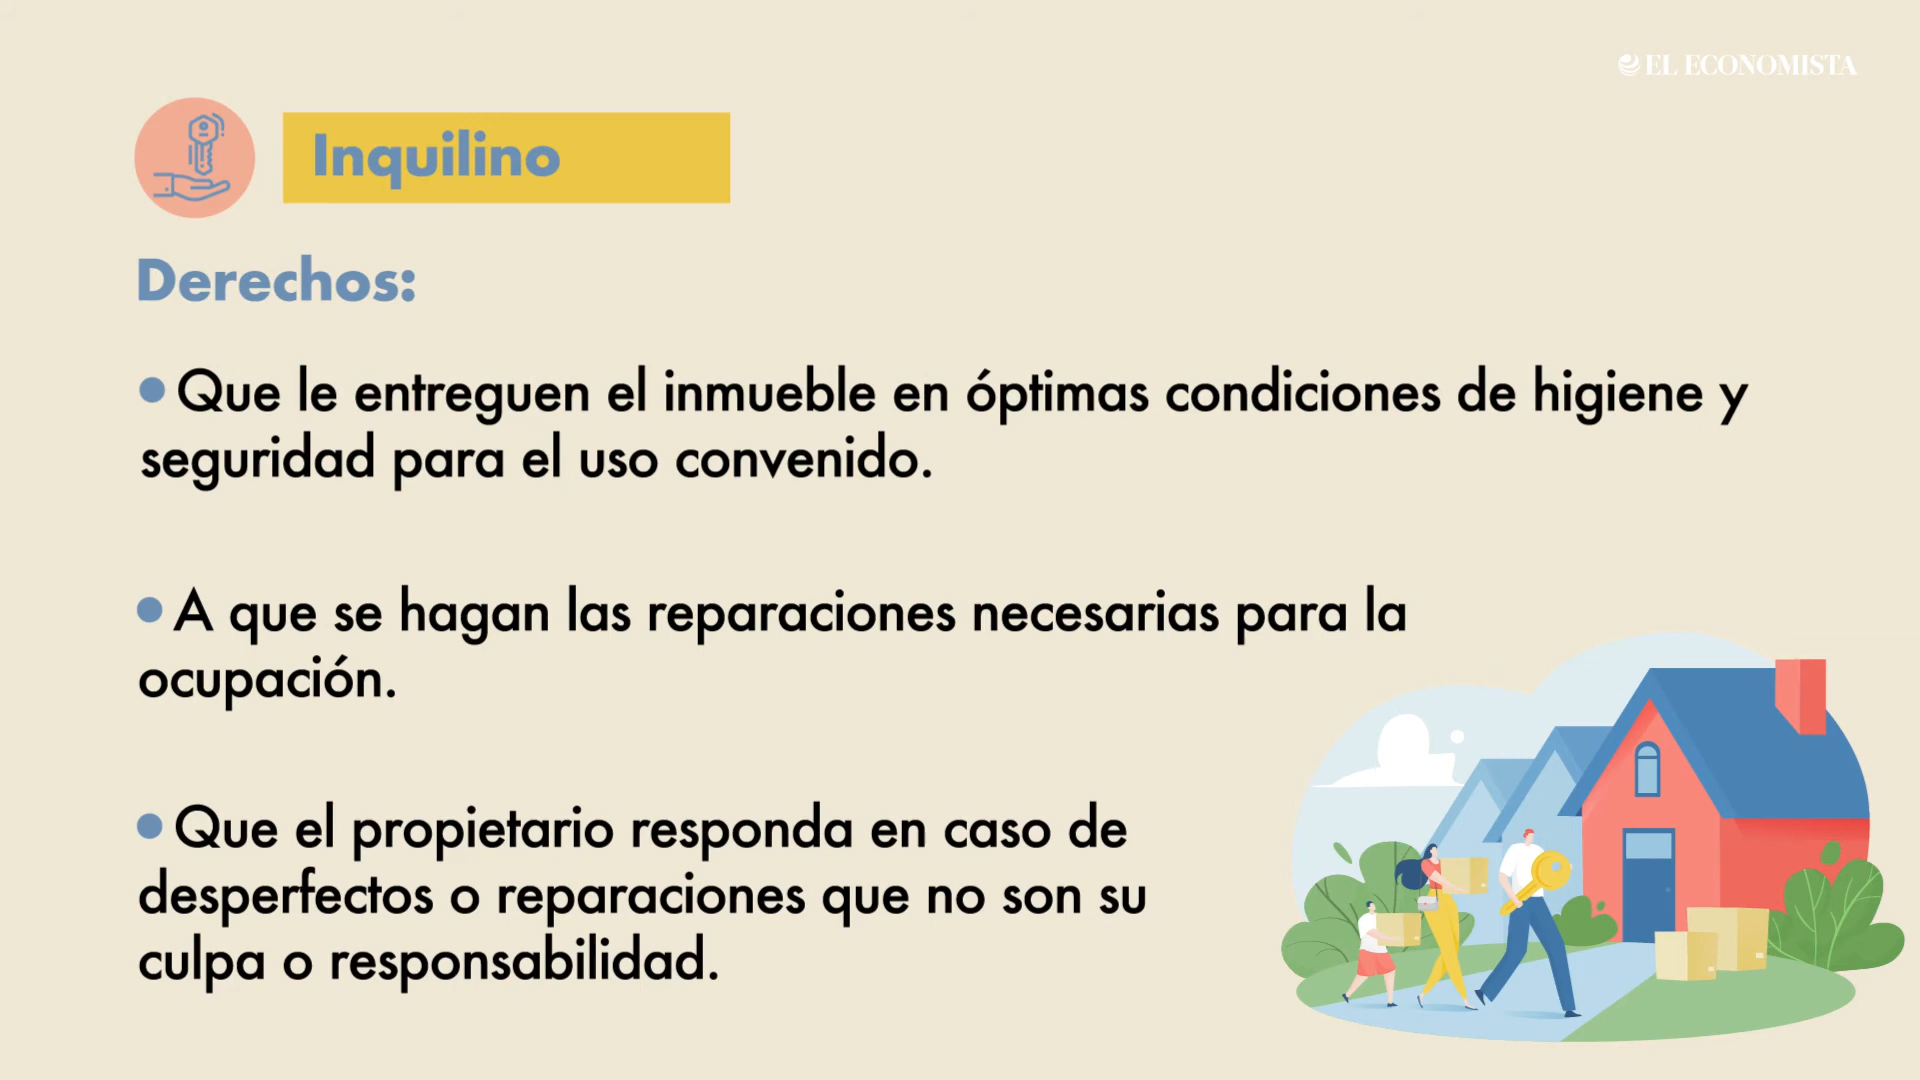 EL ECONOMISTA
Inquilino
Derechos:
• Que le entreguen el inmueble en óptimas condiciones de higiene y
seguridad para el uso convenido.
• A que se hagan las reparaciones necesarias para la
ocupación.
• Que el propietario responda en caso de
desperfectos o reparaciones que no son su
culpa o responsabilidad.